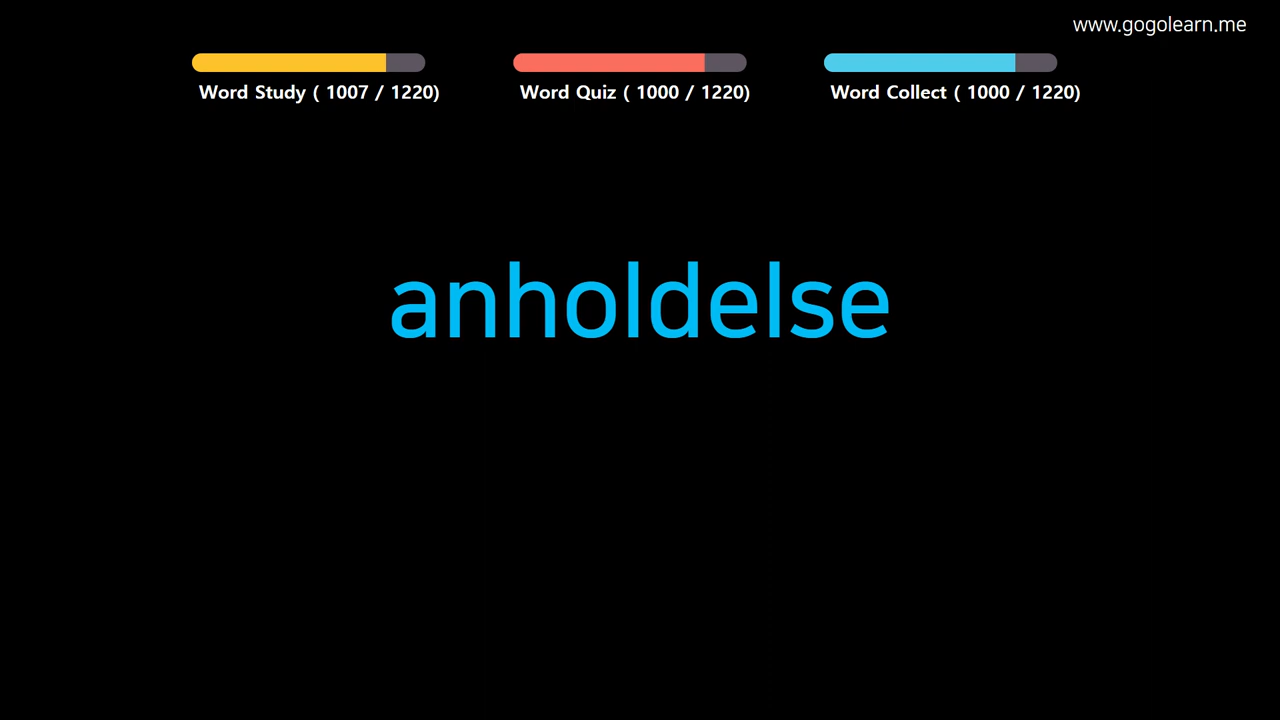 www.gogolearn.me
Word Study ( 1007 / 1220)
Word Quiz ( 1000 / 1220)
Word Collect ( 1000 / 1220)
anholdelse